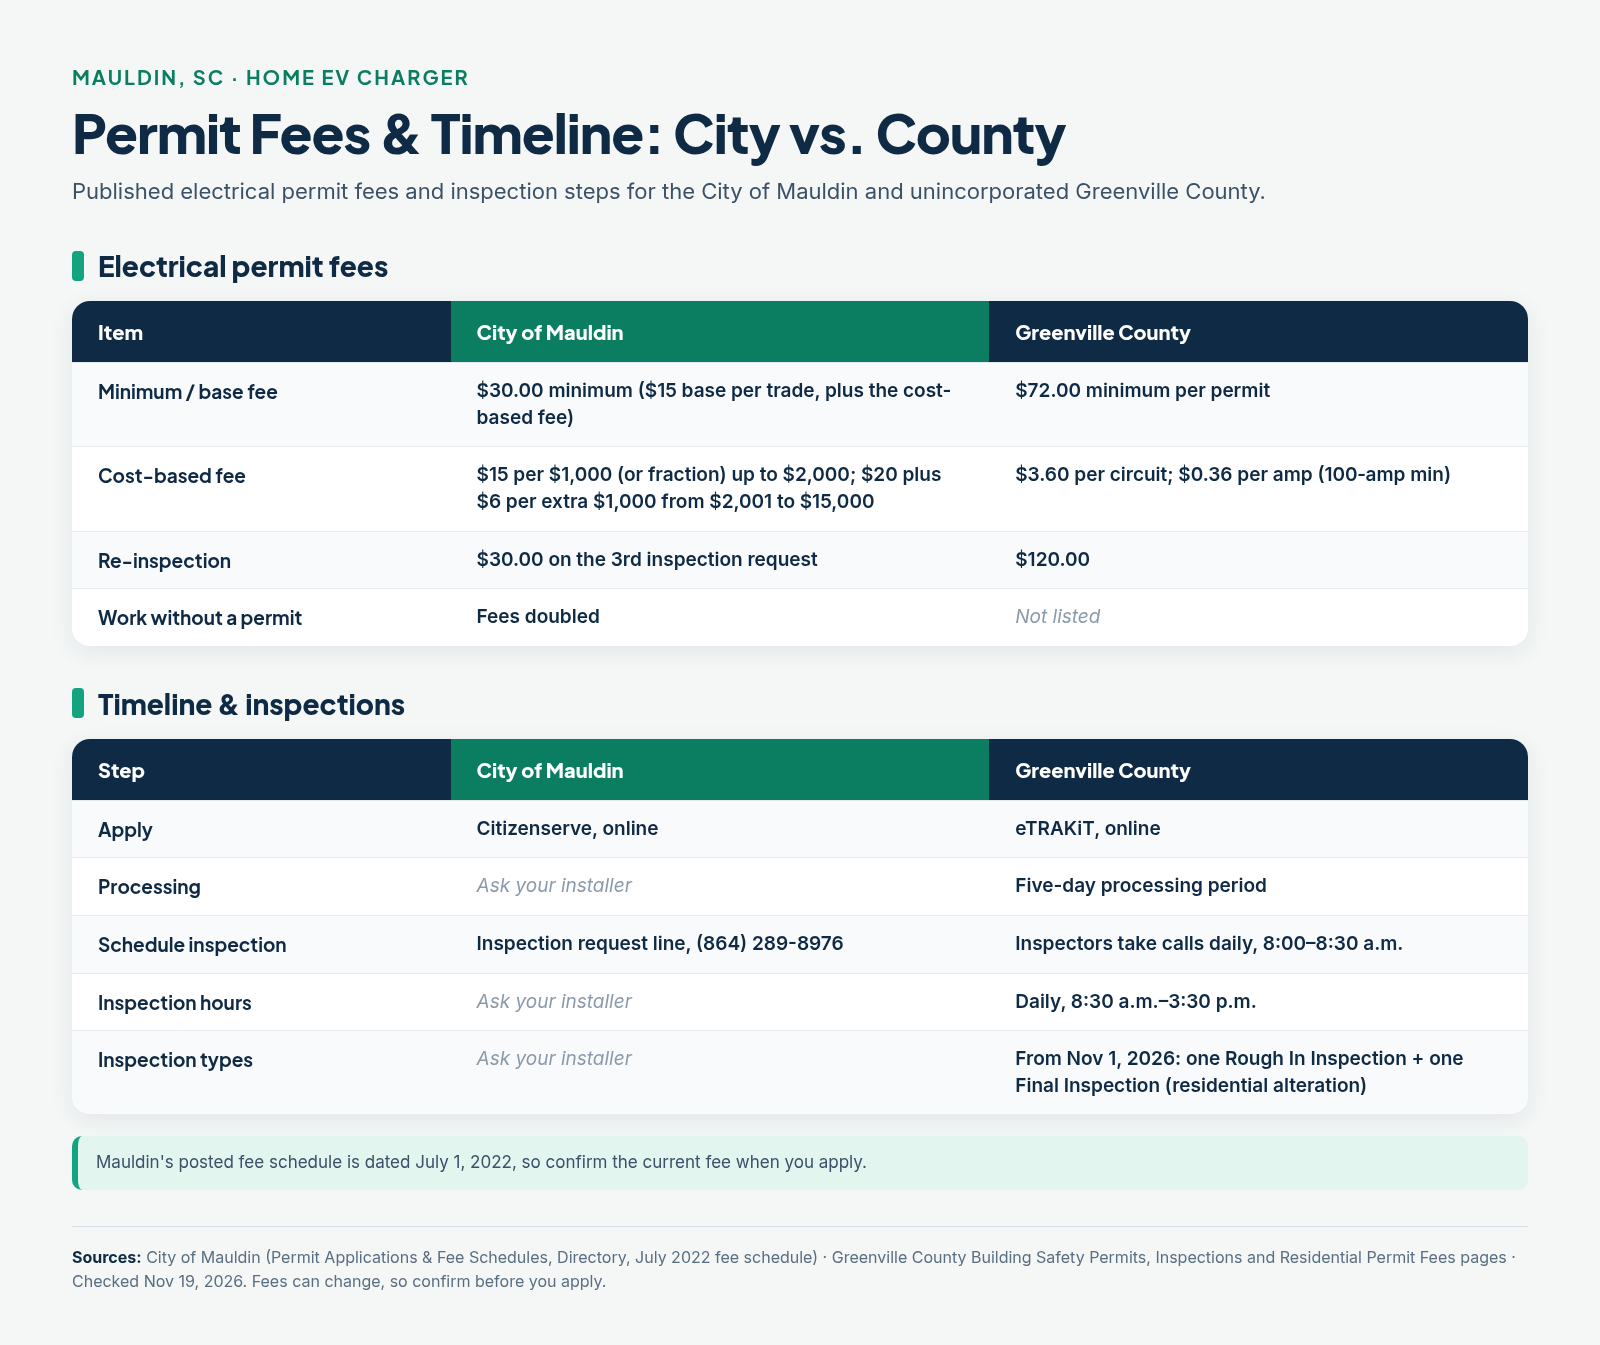 MAULDIN, SC · HOME EV CHARGER
Permit Fees & Timeline: City vs. County
Published electrical permit fees and inspection steps for the City of Mauldin and unincorporated Greenville County.
Electrical permit fees
Item
City of Mauldin
Greenville County
Minimum / base fee
$30.00 minimum ($15 base per trade, plus the cost-
based fee)
$72.00 minimum per permit
Cost-based fee
$15 per $1,000 (or fraction) up to $2,000; $20 plus
$6 per extra $1,000 from $2,001 to $15,000
$3.60 per circuit; $0.36 per amp (100-amp min)
Re-inspection
$30.00 on the 3rd inspection request
$120.00
Work without a permit
Fees doubled
Not listed
Timeline & inspections
Step
City of Mauldin
Greenville County
Apply
Citizenserve, online
eTRAKiT, online
Processing
Ask your installer
Five-day processing period
Schedule inspection
Inspection request line, (864) 289-8976
Inspectors take calls daily, 8:00–8:30 a.m.
Inspection hours
Ask your installer
Daily, 8:30 a.m.–3:30 p.m.
Inspection types
Ask your installer
From Nov 1, 2026: one Rough In Inspection + one
Final Inspection (residential alteration)
Mauldin's posted fee schedule is dated July 1, 2022, so confirm the current fee when you apply.
Sources: City of Mauldin (Permit Applications & Fee Schedules, Directory, July 2022 fee schedule) · Greenville County Building Safety Permits, Inspections and Residential Permit Fees pages ·
Checked Nov 19, 2026. Fees can change, so confirm before you apply.